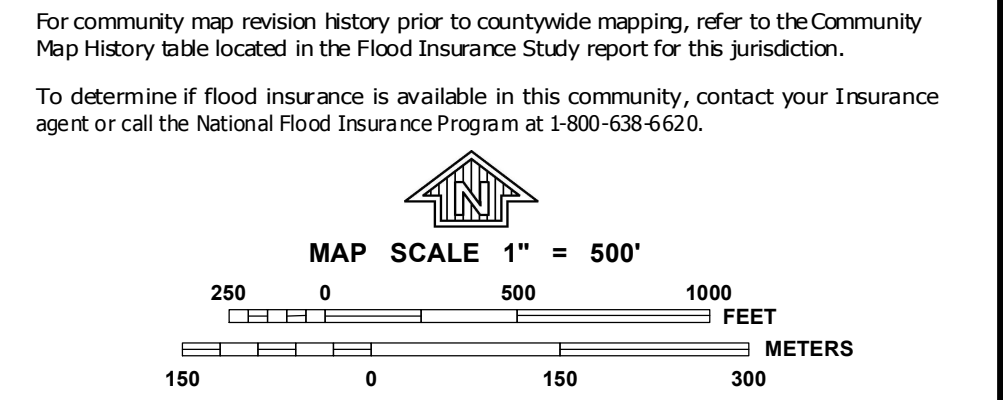 For community map revision history prior to countywide mapping, refer to the Community
Map History table located in the Flood Insurance Study report for this jurisdiction.
To determine if flood insurance is available in this community, contact your Insurance
agent or call the National Flood Insurance Program at 1-800-638-6620.
N
MAP SCALE 1" = 500'
250 0 500 1000
FEET
METERS
150 0 150 300